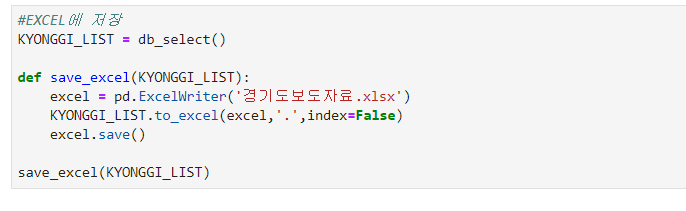 #EXCEL에 저장
KYONGGI_LIST = db_select()
def save_excel(KYONGGI_LIST):
    excel = pd.ExcelWriter('경기도보도자료.xlsx')
    KYONGGI_LIST.to_excel(excel,'.',index=False)
    excel.save()
save_excel(KYONGGI_LIST)